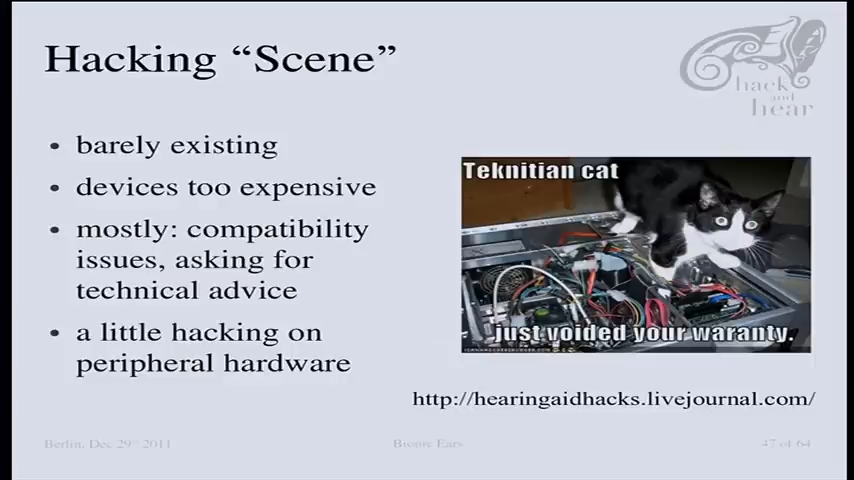 Hacking “Scene”
hack
and
hear
• barely existing
• devices too expensive
• mostly: compatibility
issues, asking for
technical advice
• a little hacking on
peripheral hardware
Teknitian cat
just voided your waranty.
http://hearingaidhacks.livejournal.com/
Berlin, Dec 29th 2011
Bionic Ears
47 of 64